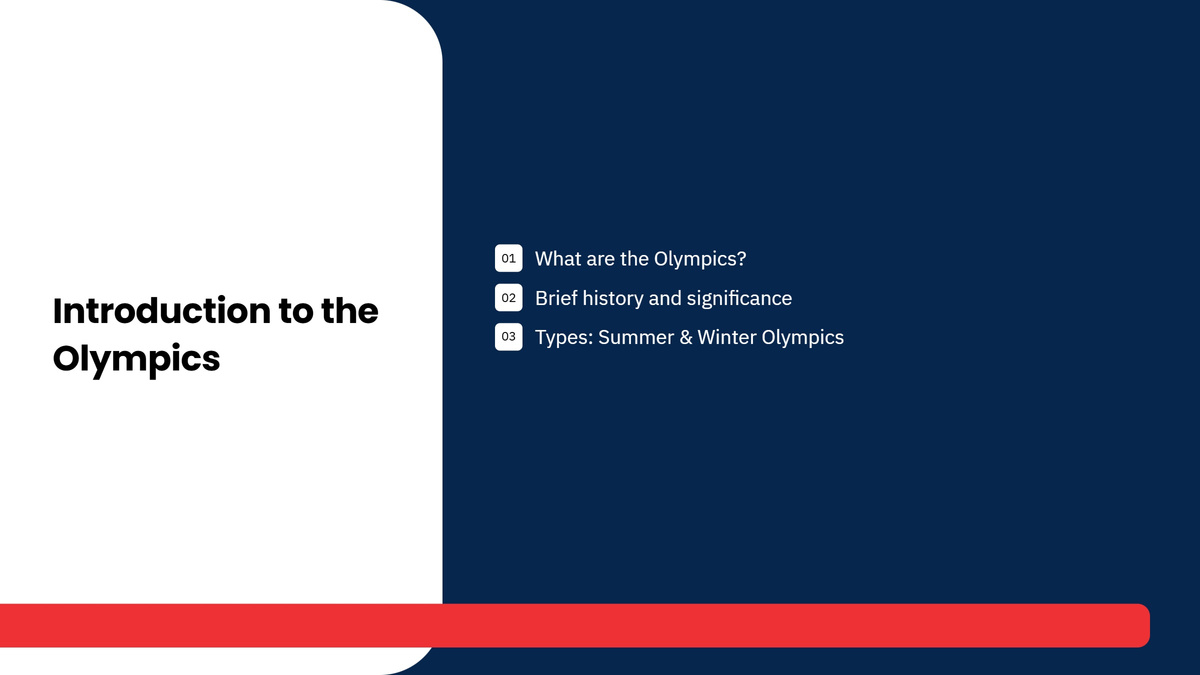 Introduction to the
Olympics
01 What are the Olympics?
02 Brief history and significance
03 Types: Summer & Winter Olympics